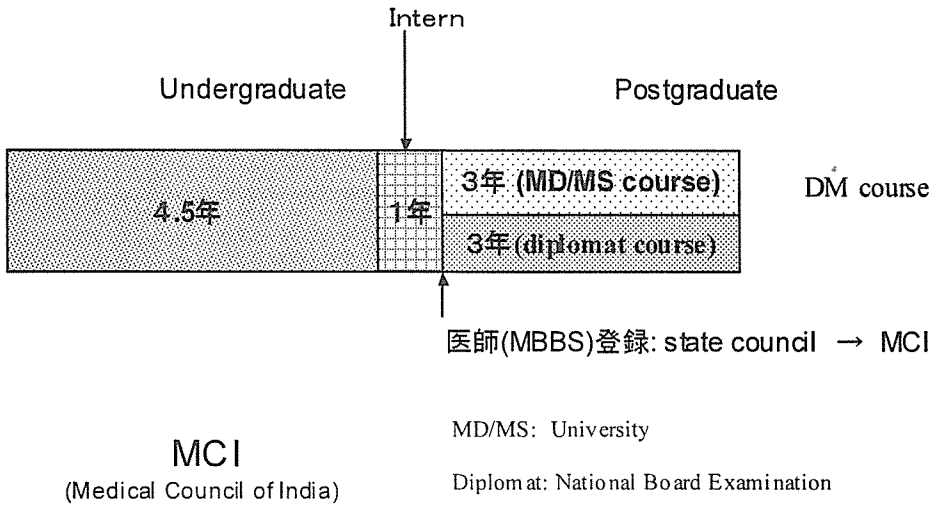 Intern
Undergraduate
Postgraduate
4.5年
1年
3年 (MD/MS course)
3年(diplomat course)
DM course
医師(MBBS)登録: state council → MCI
MCI
(Medical Council of India)
MD/MS: University
Diplomat: National Board Examination